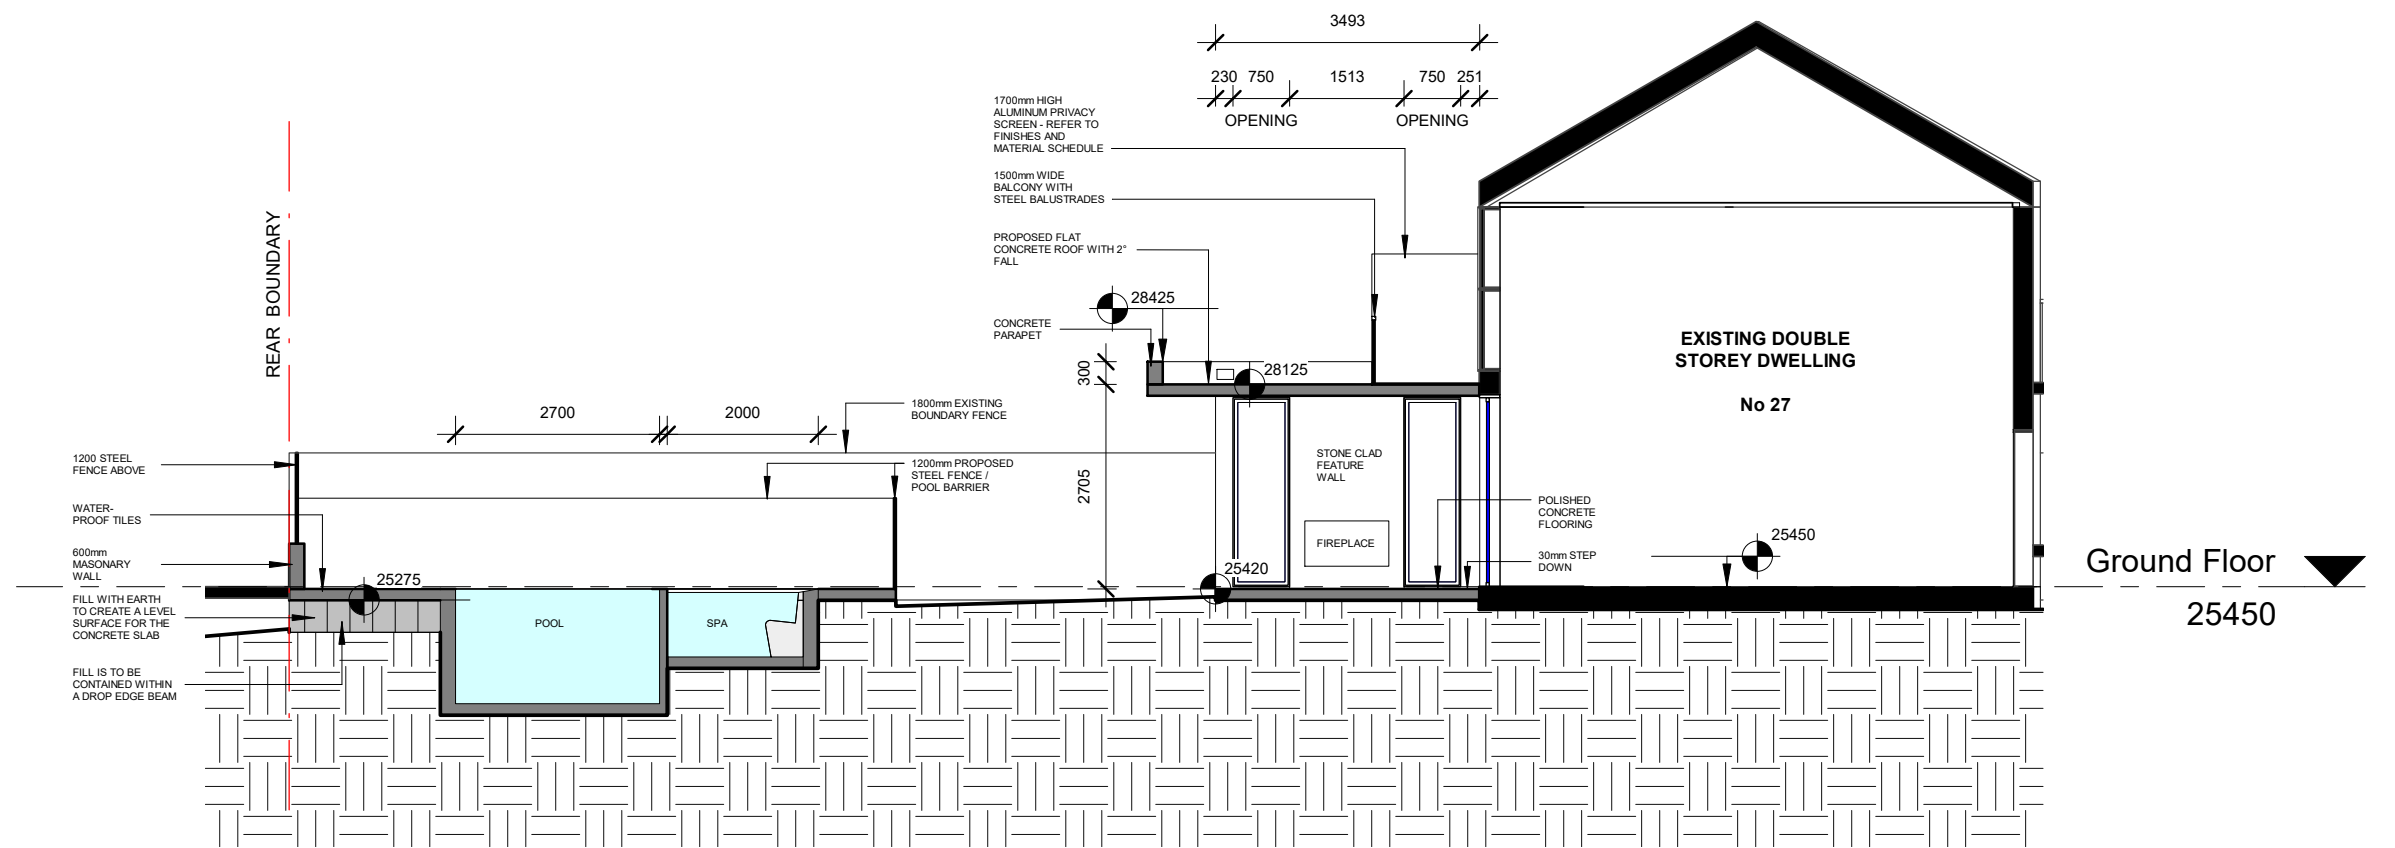 3493
230 750 1513 750 251
OPENING
OPENING
1700mm HIGH
ALUMINUM PRIVACY
SCREEN - REFER TO
FINISHES AND
MATERIAL SCHEDULE
1500mm WIDE
BALCONY WITH
STEEL BALUSTRADES
PROPOSED FLAT
CONCRETE ROOF WITH 2°
FALL
28425
CONCRETE
PARAPET
300
28125
2705
REAR BOUNDARY
2700
2000
1800mm EXISTING
BOUNDARY FENCE
1200mm PROPOSED
STEEL FENCE /
POOL BARRIER
1200 STEEL
FENCE ABOVE
WATER-
PROOF TILES
600mm
MASONARY
WALL
FILL WITH EARTH
TO CREATE A LEVEL
SURFACE FOR THE
CONCRETE SLAB
FILL IS TO BE
CONTAINED WITHIN
A DROP EDGE BEAM
25275
POOL
SPA
25420
STONE CLAD
FEATURE
WALL
FIREPLACE
POLISHED
CONCRETE
FLOORING
30mm STEP
DOWN
EXISTING DOUBLE
STOREY DWELLING
No 27
25450
Ground Floor
25450